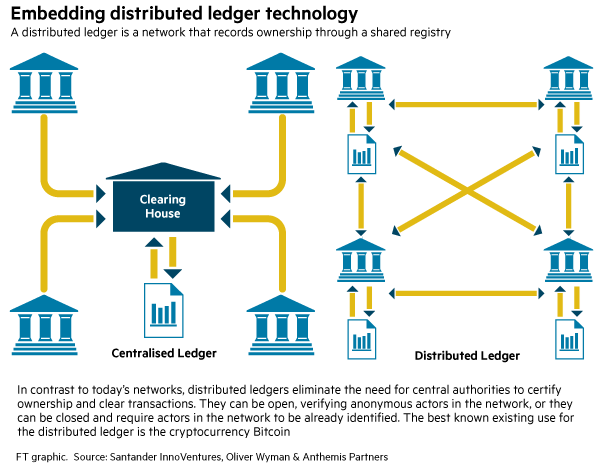 Embedding distributed ledger technology
A distributed ledger is a network that records ownership through a shared registry
Clearing
House
Centralised Ledger
Distributed Ledger
In contrast to today's networks, distributed ledgers eliminate the need for central authorities to certify
ownership and clear transactions. They can be open, verifying anonymous actors in the network, or they
can be closed and require actors in the network to be already identified. The best known existing use for
the distributed ledger is the cryptocurrency Bitcoin
FT graphic. Source: Santander InnoVentures, Oliver Wyman & Anthemis Partners